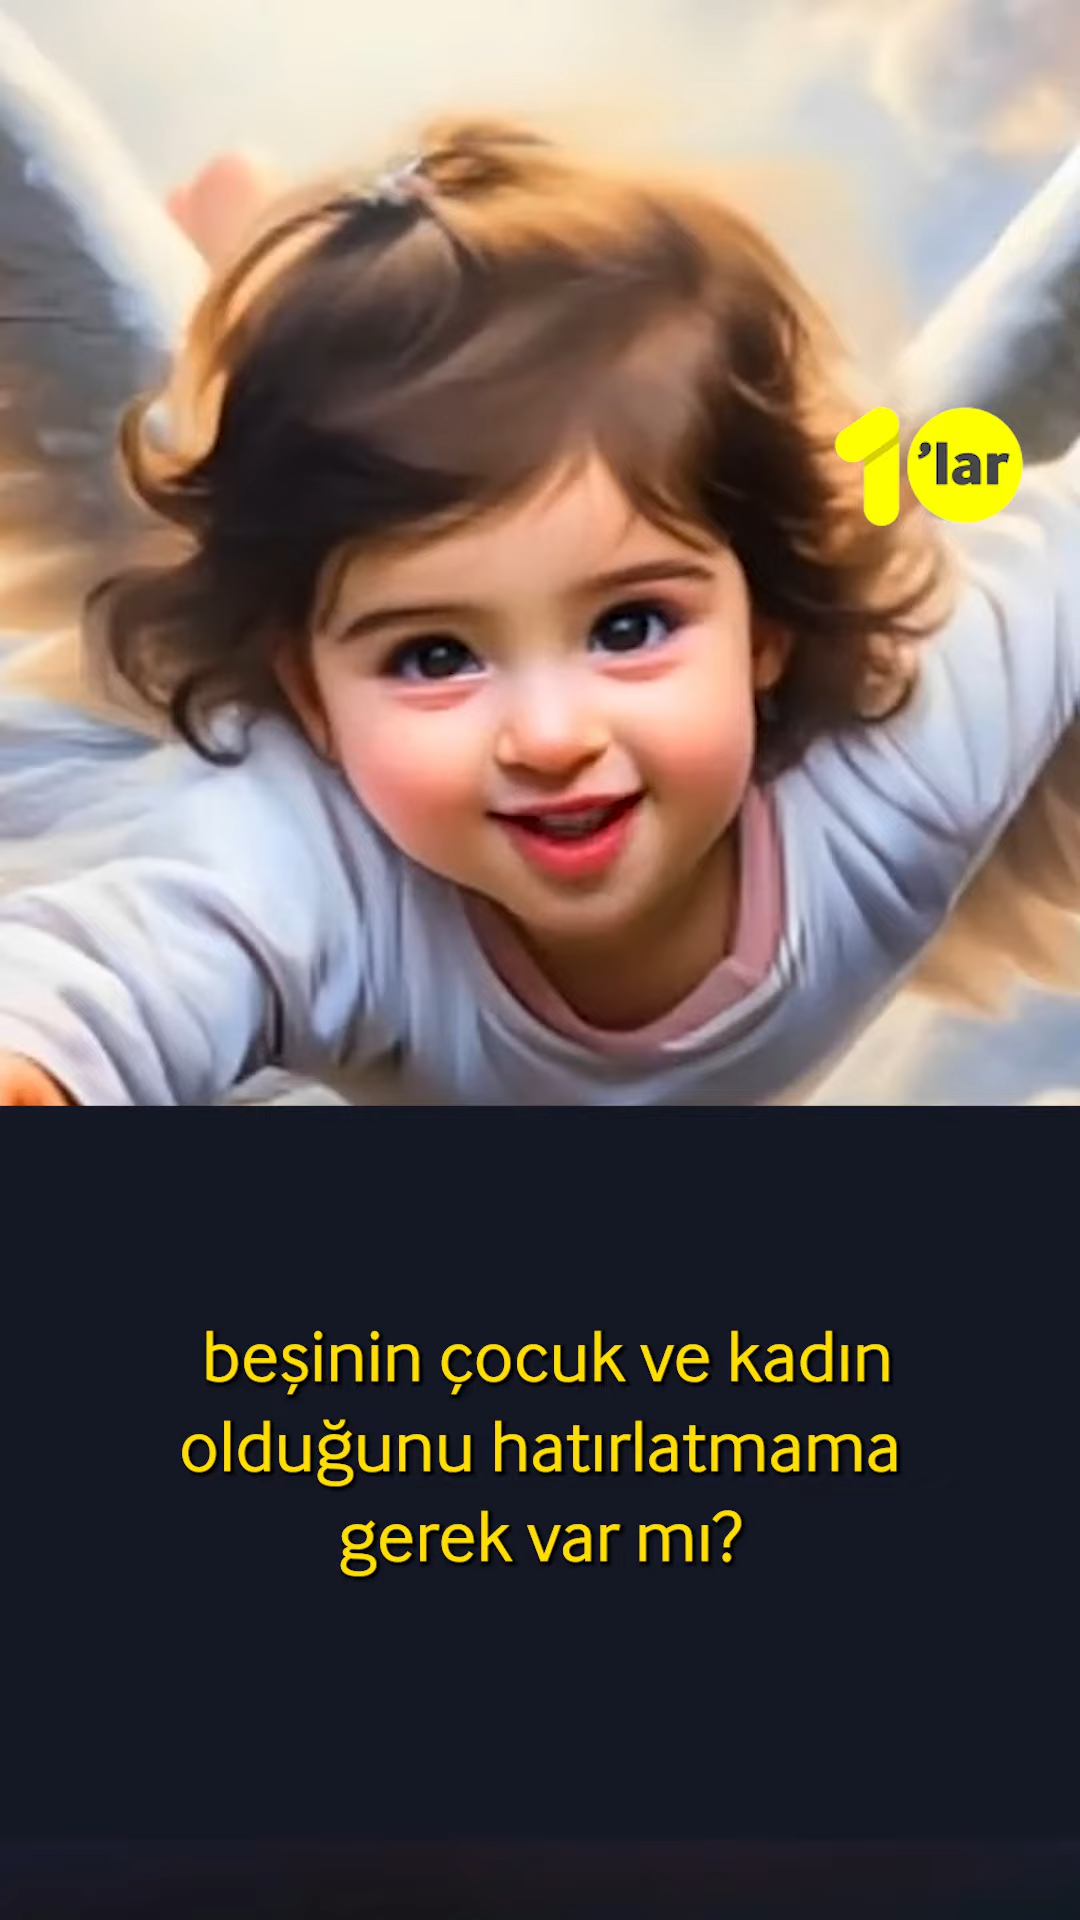 1'lar
beşinin çocuk ve kadın
olduğunu hatırlatmama
gerek var mı?